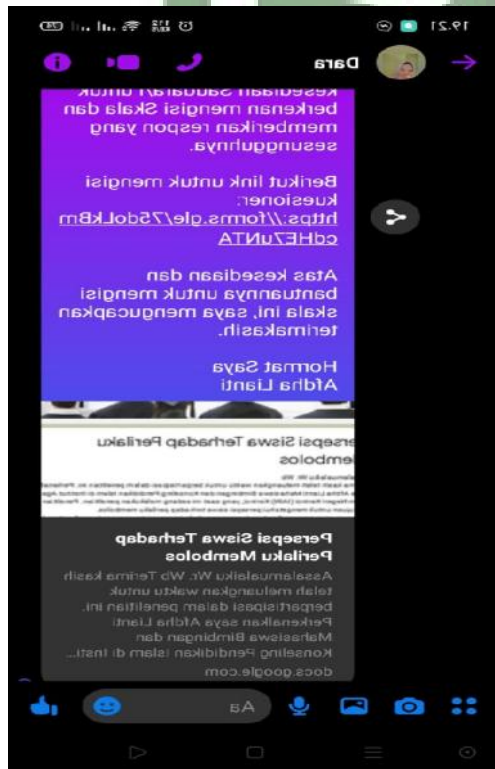 19.21
Dara
kesediaan Saudara/i untuk
berkenan mengisi Skala dan
memberikan respon yang
sesungguhnya.
Berikut link untuk mengisi
kuesioner:
https://forms.gle/75doLkBm
cdHE7uNTA
Atas kesediaan dan
bantuannya untuk mengisi
skala ini, saya mengucapkan
terimakasih.
Hormat Saya
Afdha Lianti
ersepsi Siswa Terhadap Perilaku
Membolos
Persepsi Siswa Terhadap
Perilaku Membolos
Assalamualaiku Wr. Wb Terima kasih
telah meluangkan waktu untuk
berpartisipasi dalam penelitian ini.
Perkenalkan saya Afdha Lianti
Mahasiswa Bimbingan dan
Konseling Pendidikan Islam di Insti...
docs.google.com
Aa